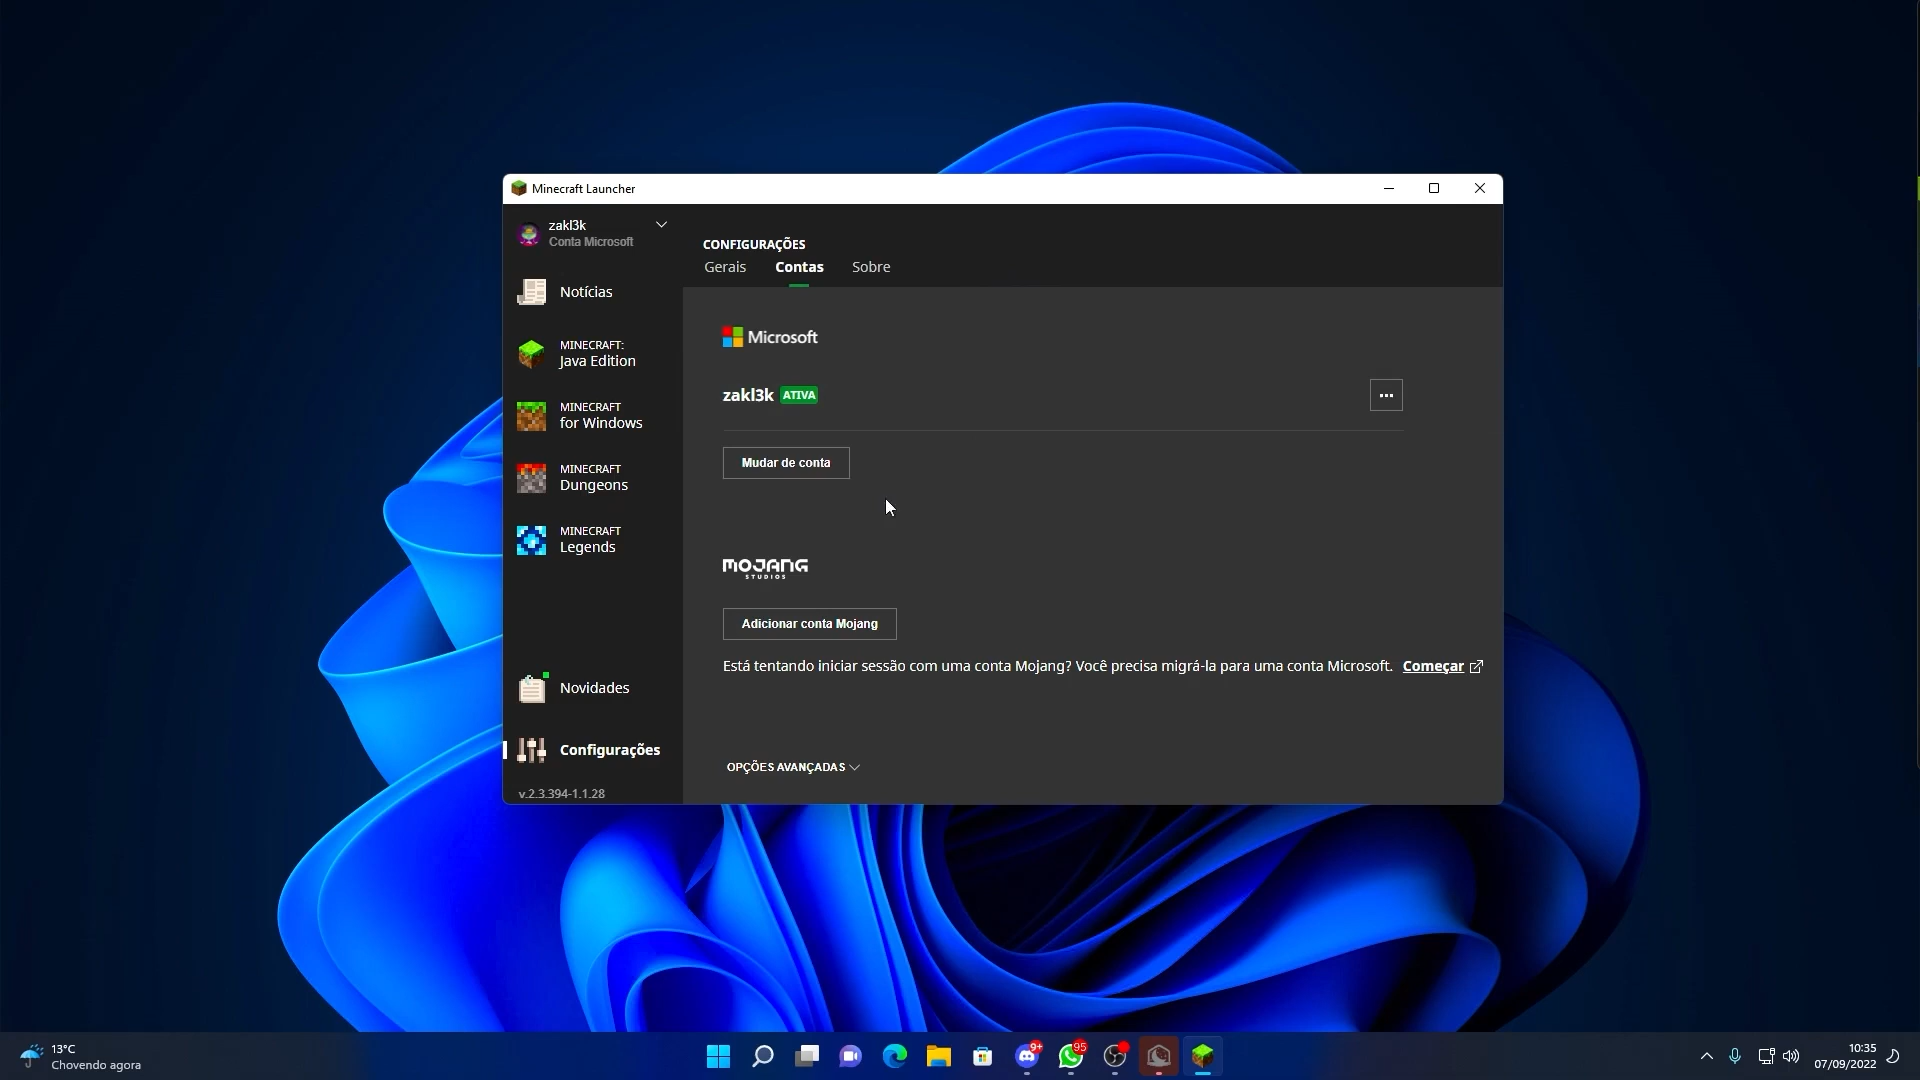 Minecraft Launcher
zakl3k
Conta Microsoft
Notícias
MINECRAFT:
Java Edition
MINECRAFT
for Windows
MINECRAFT
Dungeons
MINECRAFT
Legends
Novidades
Configurações
v.2.3.394-1.1.28
CONFIGURAÇÕES
Gerais Contas Sobre
Microsoft
zakl3k ATIVA
Mudar de conta
MOJANG
STUDIOS
Adicionar conta Mojang
Está tentando iniciar sessão com uma conta Mojang? Você precisa migrá-la para uma conta Microsoft. Começar
OPÇÕES AVANÇADAS
13°C
Chovendo agora
9+
95
10:35
07/09/2022